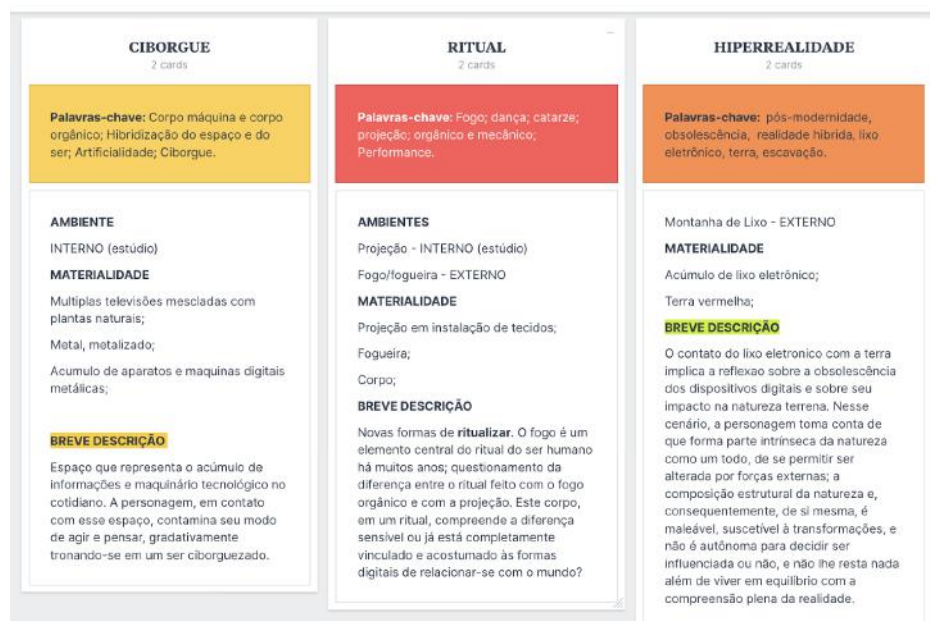 CIBORGUE
2 cards
Palavras-chave: Corpo máquina e corpo
orgânico; Hibridização do espaço e do
ser; Artificialidade; Ciborgue.
AMBIENTE
INTERNO (estúdio)
MATERIALIDADE
Multiplas televisões mescladas com
plantas naturais;
Metal, metalizado;
Acumulo de aparatos e maquinas digitais
metálicas;
BREVE DESCRIÇÃO
Espaço que representa o acúmulo de
informações e maquinário tecnológico no
cotidiano. A personagem, em contato
com esse espaço, contamina seu modo
de agir e pensar, gradativamente
tronando-se em um ser ciborguezado.
RITUAL
2 cards
Palavras-chave: Fogo; dança; catarze;
projeção; orgânico e mecânico;
Performance.
AMBIENTES
Projeção - INTERNO (estúdio)
Fogo/fogueira - EXTERNO
MATERIALIDADE
Projeção em instalação de tecidos;
Fogueira;
Corpo;
BREVE DESCRIÇÃO
Novas formas de ritualizar. O fogo é um
elemento central do ritual do ser humano
há muitos anos; questionamento da
diferença entre o ritual feito com o fogo
orgânico e com a projeção. Este corpo,
em um ritual, compreende a diferença
sensível ou já está completamente
vinculado e acostumado às formas
digitais de relacionar-se com o mundo?
HIPERREALIDADE
2 cards
Palavras-chave: pós-modernidade,
obsolescência, realidade hibrida, lixo
eletrônico, terra, escavação.
Montanha de Lixo - EXTERNO
MATERIALIDADE
Acúmulo de lixo eletrônico;
Terra vermelha;
BREVE DESCRIÇÃO
O contato do lixo eletronico com a terra
implica a reflexao sobre a obsolescência
dos dispositivos digitais e sobre seu
impacto na natureza terrena. Nesse
cenário, a personagem toma conta de
que forma parte intrínseca da natureza
como um todo, de se permitir ser
alterada por forças externas; a
composição estrutural da natureza e,
consequentemente, de si mesma, é
maleável, suscetível à transformações, e
não é autônoma para decidir ser
influenciada ou não, e não lhe resta nada
além de viver em equilíbrio com a
compreensão plena da realidade.